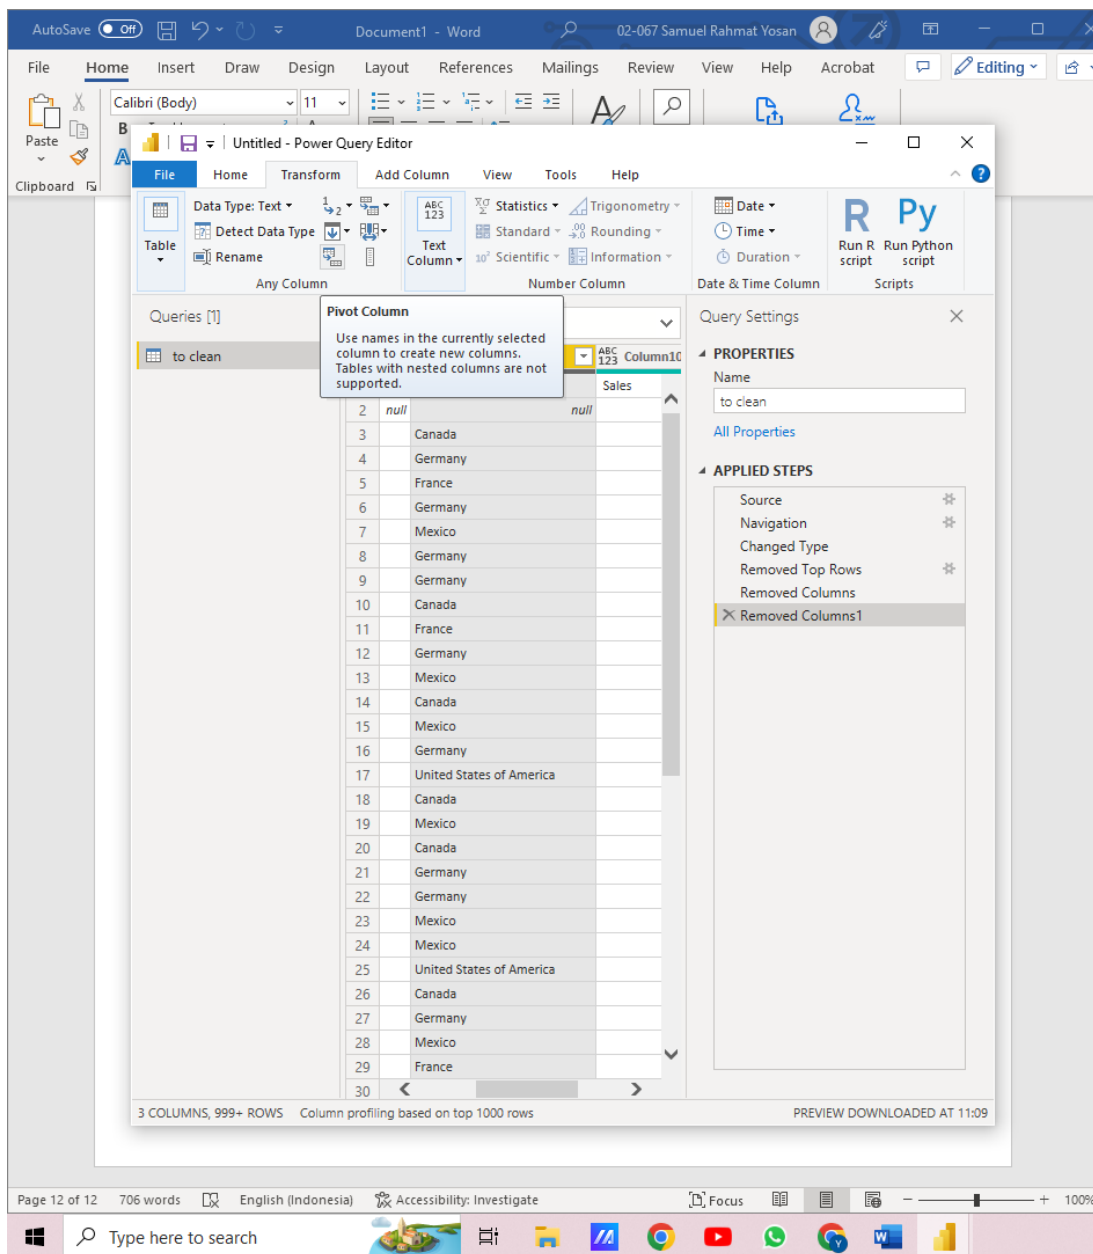 AutoSave Off Document1 - Word 02-067 Samuel Rahmat Yosan
File Home Insert Draw Design Layout References Mailings Review View Help Acrobat Editing
Calibri (Body) 11
Paste B
Clipboard
Untitled - Power Query Editor
File Home Transform Add Column View Tools Help
Table
Data Type: Text
Detect Data Type
Rename
Any Column
ABC 123 Text Column
Statistics
Standard
Scientific
Trigonometry
Rounding
Information
Number Column
Date
Time
Duration
Date & Time Column
R Run R script
Py Run Python script
Scripts
Queries [1]
to clean
Pivot Column
Use names in the currently selected
column to create new columns.
Tables with nested columns are not
supported.
ABC 123 Column10
Sales
2 null null
3 Canada
4 Germany
5 France
6 Germany
7 Mexico
8 Germany
9 Germany
10 Canada
11 France
12 Germany
13 Mexico
14 Canada
15 Mexico
16 Germany
17 United States of America
18 Canada
19 Mexico
20 Canada
21 Germany
22 Germany
23 Mexico
24 Mexico
25 United States of America
26 Canada
27 Germany
28 Mexico
29 France
30
Query Settings
PROPERTIES
Name
to clean
All Properties
APPLIED STEPS
Source
Navigation
Changed Type
Removed Top Rows
Removed Columns
Removed Columns1
3 COLUMNS, 999+ ROWS Column profiling based on top 1000 rows PREVIEW DOWNLOADED AT 11:09
Page 12 of 12 706 words English (Indonesia) Accessibility: Investigate Focus 100%
Type here to search